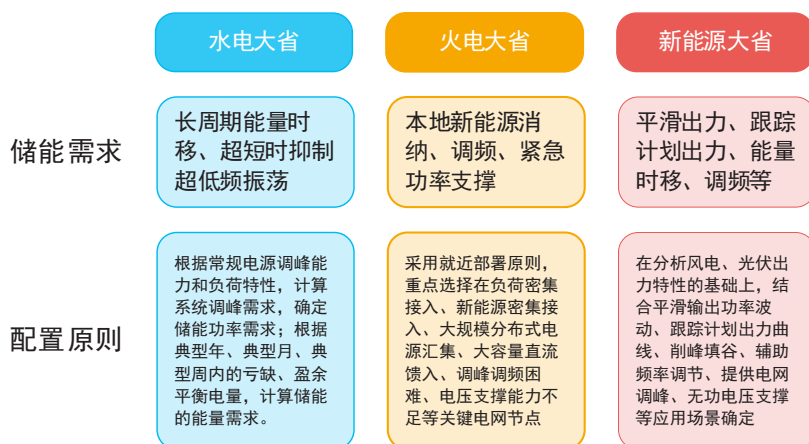 水电大省
火电大省
新能源大省
储能需求
长周期能量时
移、超短时抑制
超低频振荡
本地新能源消
纳、调频、紧急
功率支撑
平滑出力、跟踪
计划出力、能量
时移、调频等
配置原则
根据常规电源调峰能
力和负荷特性，计算
系统调峰需求，确定
储能功率需求；根据
典型年、典型月、典
型周内的亏缺、盈余
平衡电量，计算储能
的能量需求。
采用就近部署原则，
重点选择在负荷密集
接入、新能源密集接
入、大规模分布式电
源汇集、大容量直流
馈入、调峰调频困
难、电压支撑能力不
足等关键电网节点
在分析风电、光伏出
力特性的基础上，结
合平滑输出功率波
动、跟踪计划出力曲
线、削峰填谷、辅助
频率调节、提供电网
调峰、无功电压支撑
等应用场景确定